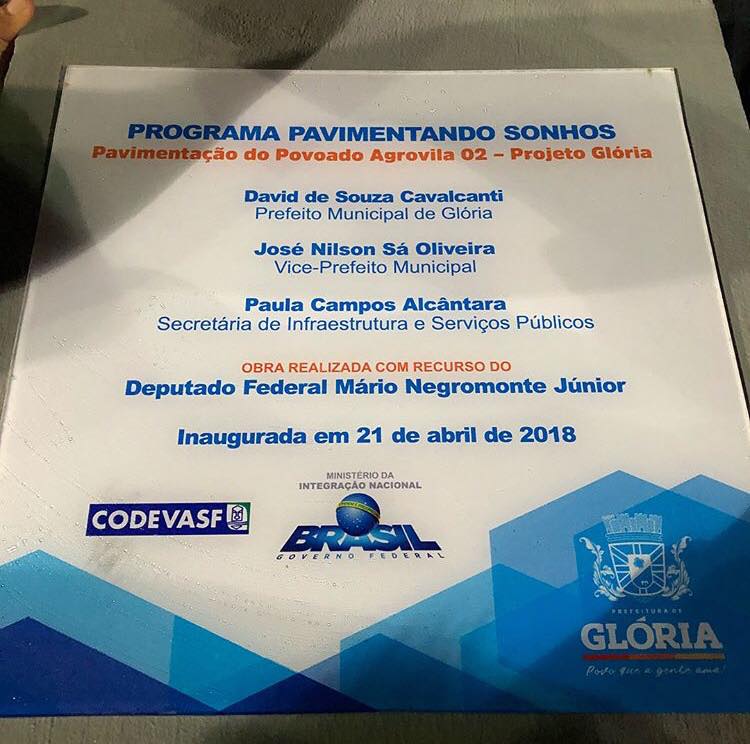 PROGRAMA PAVIMENTANDO SONHOS
Pavimentação do Povoado Agrovila 02 – Projeto Glória
David de Souza Cavalcanti
Prefeito Municipal de Glória
José Nilson Sá Oliveira
Vice-Prefeito Municipal
Paula Campos Alcântara
Secretária de Infraestrutura e Serviços Públicos
OBRA REALIZADA COM RECURSO DO
Deputado Federal Mário Negromonte Júnior
Inaugurada em 21 de abril de 2018
MINISTÉRIO DA
INTEGRAÇÃO NACIONAL
CODEVASF
BRASIL
GOVERNO FEDERAL
PREFEITURA DE
GLÓRIA
Povo que a gente ama!